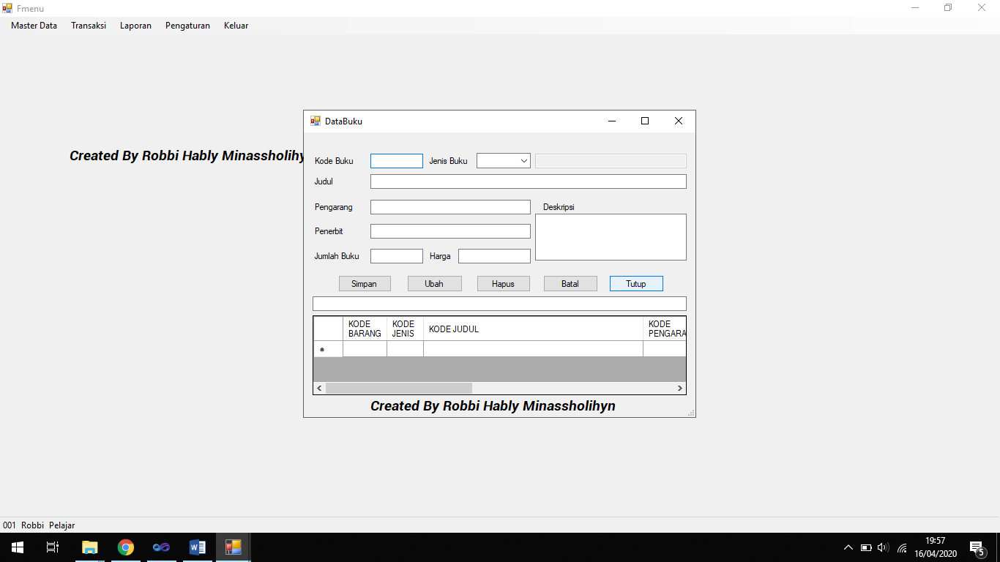 Fmenu
Master Data Transaksi Laporan Pengaturan Keluar
DataBuku
Created By Robbi Hably Minassholihy
Kode Buku Jenis Buku
Judul
Pengarang Deskripsi
Penerbit
Jumlah Buku Harga
Simpan Ubah Hapus Batal Tutup
KODE BARANG KODE JENIS KODE JUDUL KODE PENGARA
Created By Robbi Hably Minassholihyn
001 Robbi Pelajar
19:57
16/04/2020
5